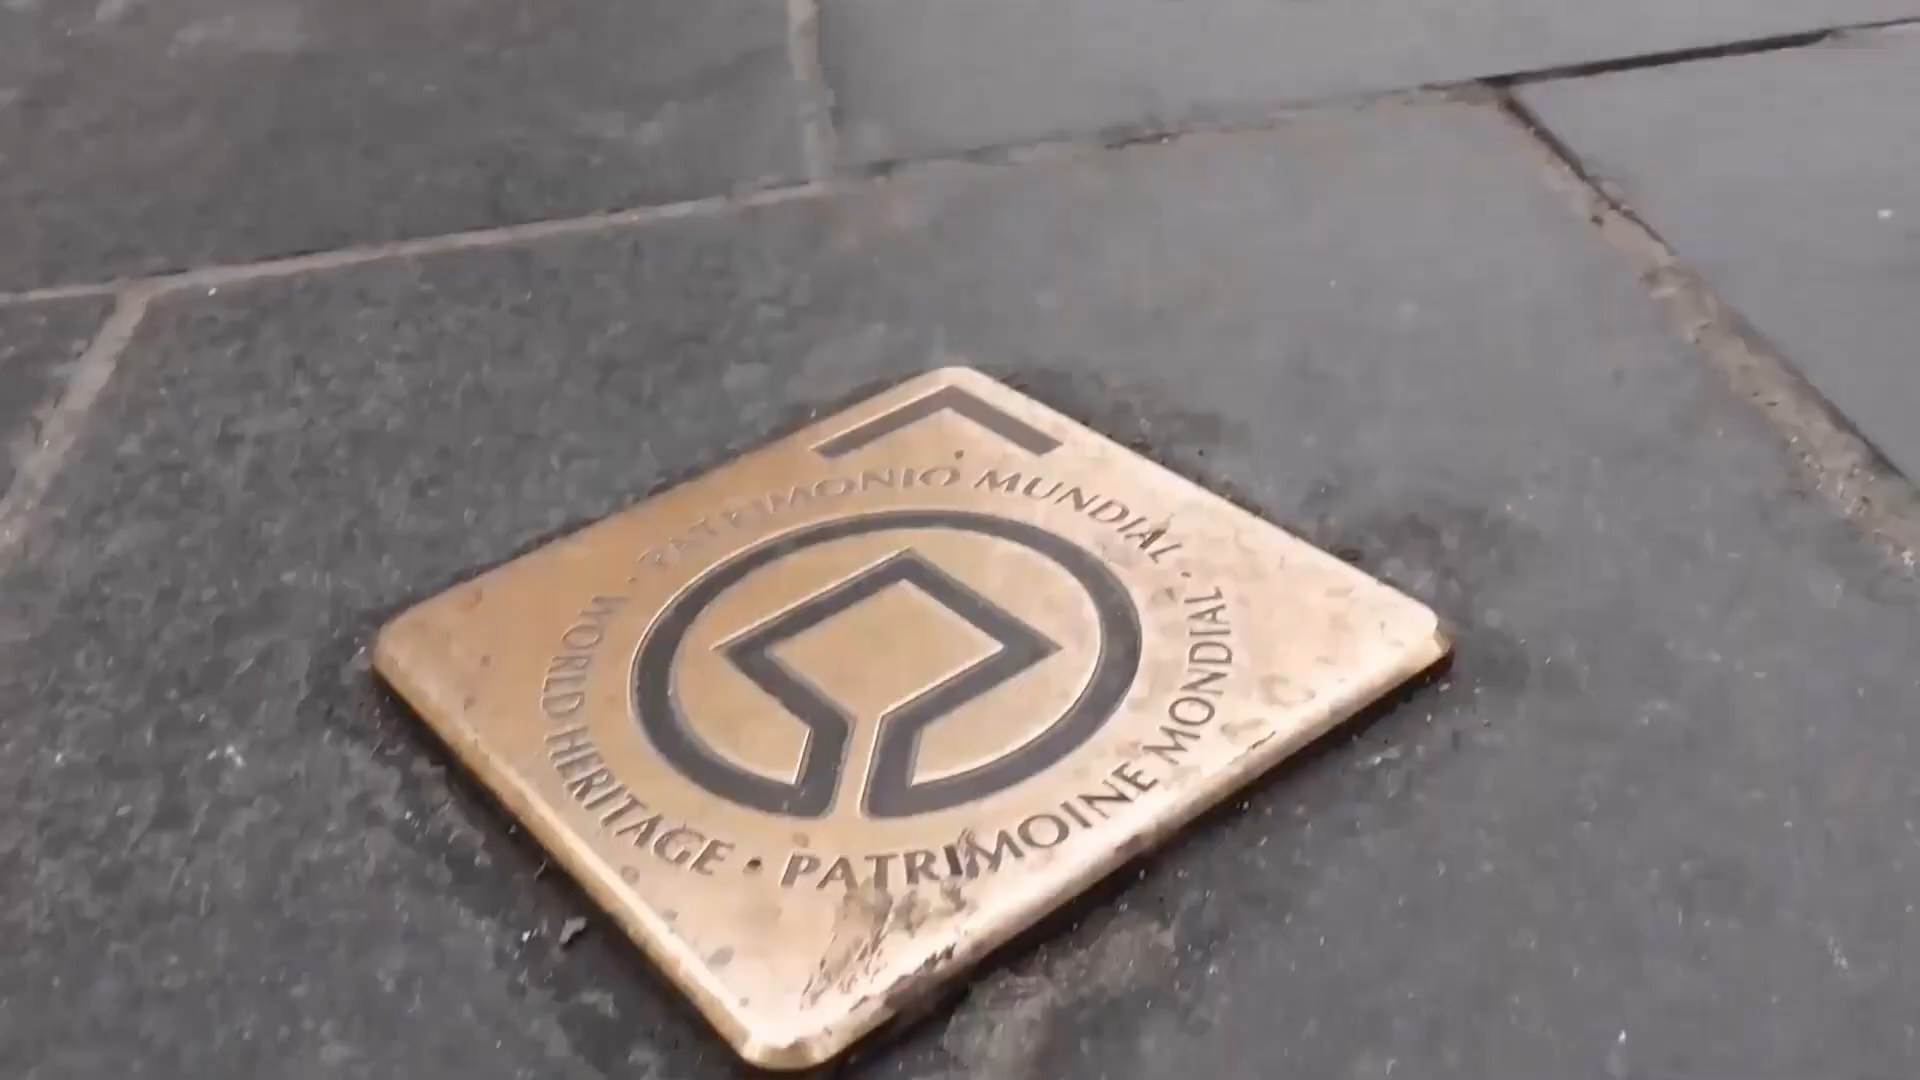 PATRIMONIO MUNDIAL ·
WORLD HERITAGE ·
PATRIMOINE MONDIAL ·